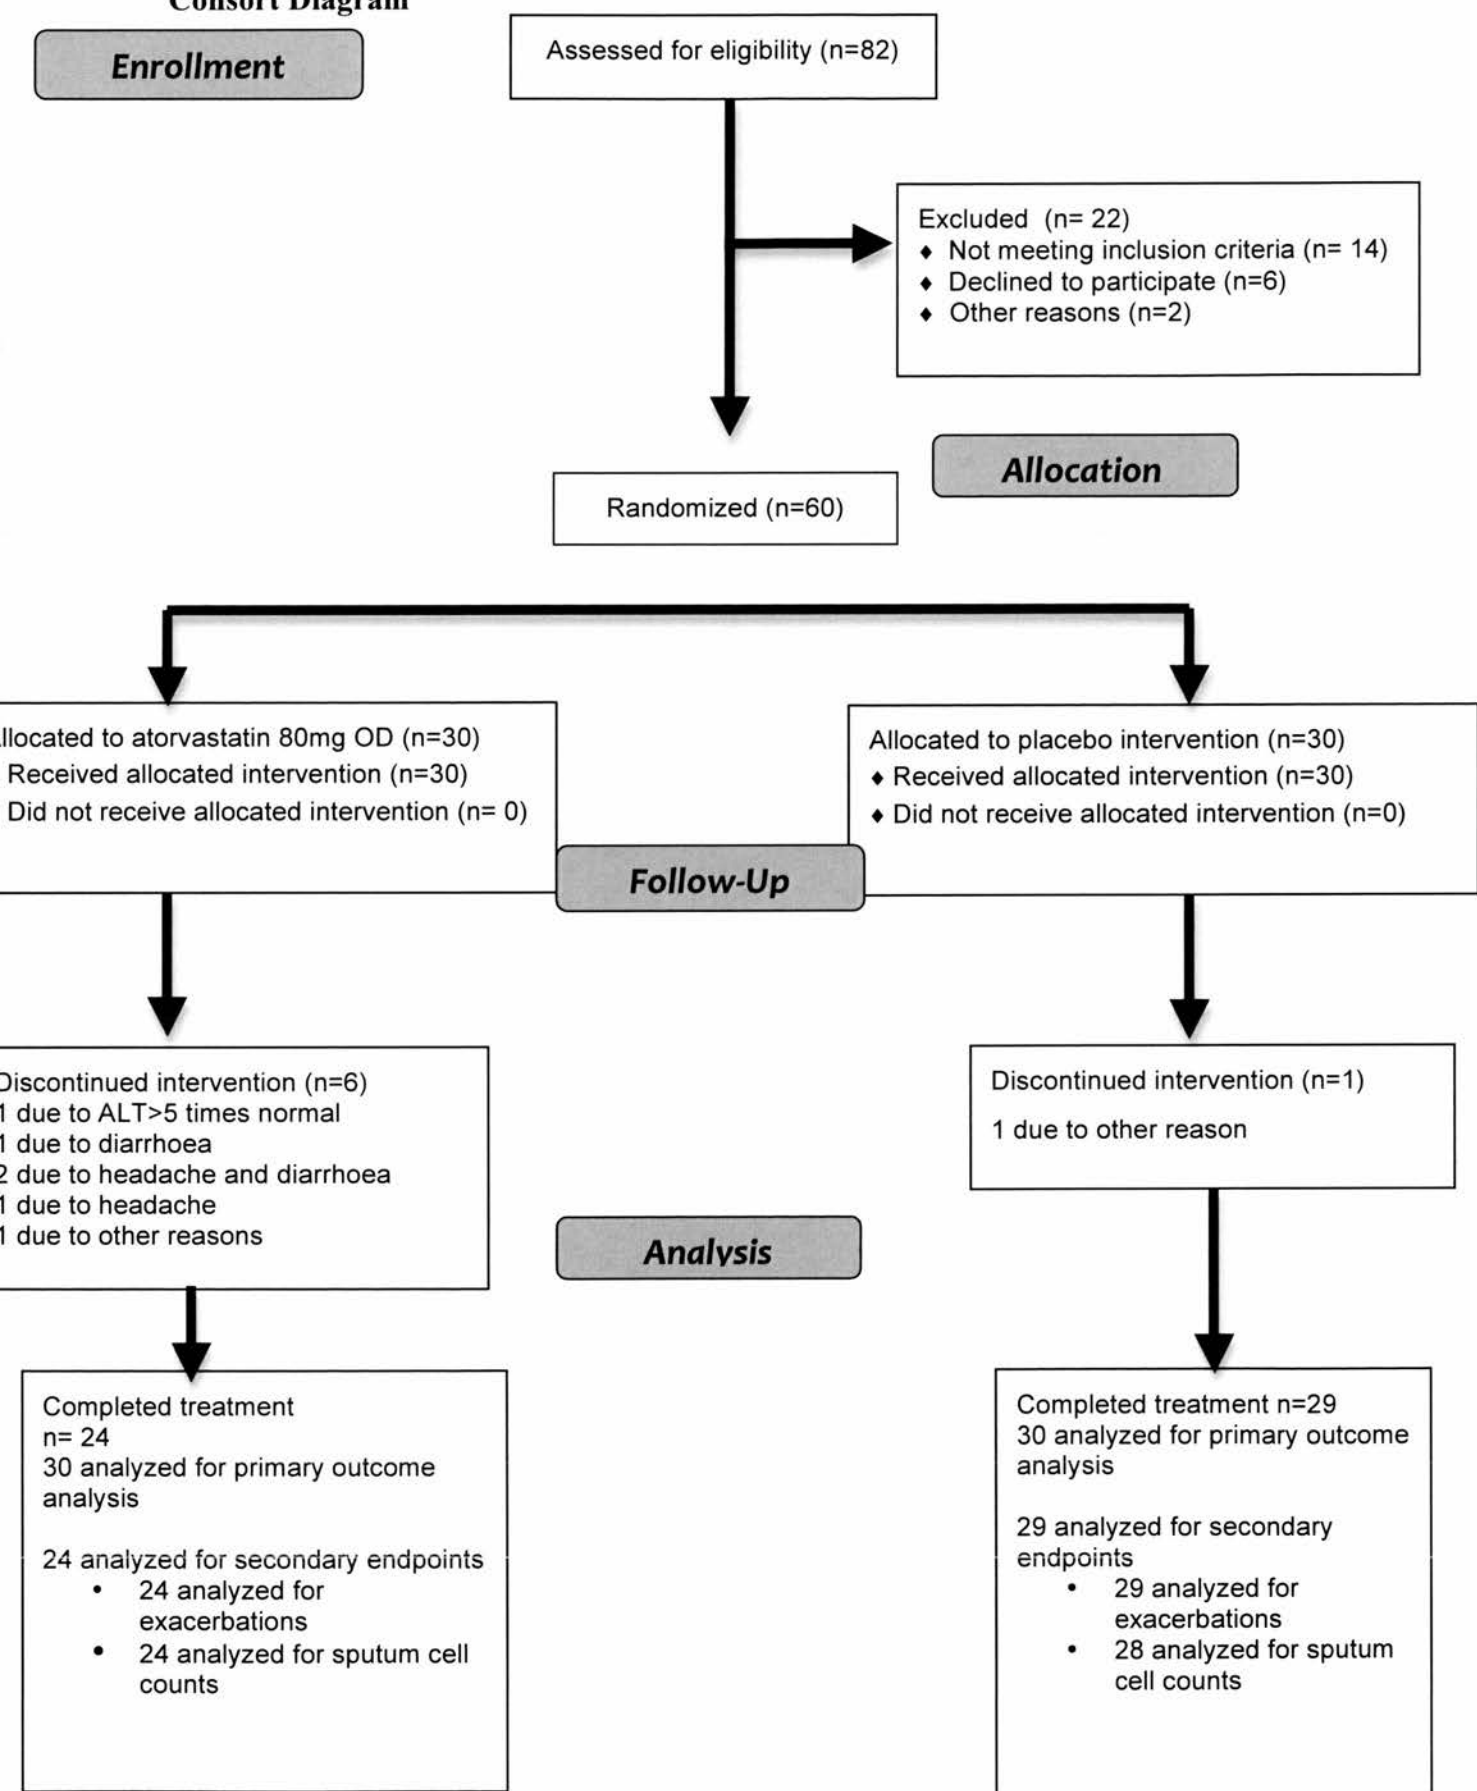 Consort Diagram
Enrollment
Assessed for eligibility (n=82)
Excluded (n= 22)
♦ Not meeting inclusion criteria (n= 14)
♦ Declined to participate (n=6)
♦ Other reasons (n=2)
Allocation
Randomized (n=60)
llocated to atorvastatin 80mg OD (n=30)
Received allocated intervention (n=30)
Did not receive allocated intervention (n= 0)
Allocated to placebo intervention (n=30)
♦ Received allocated intervention (n=30)
♦ Did not receive allocated intervention (n=0)
Follow-Up
Discontinued intervention (n=6)
1 due to ALT>5 times normal
1 due to diarrhoea
2 due to headache and diarrhoea
1 due to headache
1 due to other reasons
Discontinued intervention (n=1)
1 due to other reason
Analysis
Completed treatment
n= 24
30 analyzed for primary outcome
analysis
24 analyzed for secondary endpoints
• 24 analyzed for
exacerbations
• 24 analyzed for sputum cell
counts
Completed treatment n=29
30 analyzed for primary outcome
analysis
29 analyzed for secondary
endpoints
• 29 analyzed for
exacerbations
• 28 analyzed for sputum
cell counts